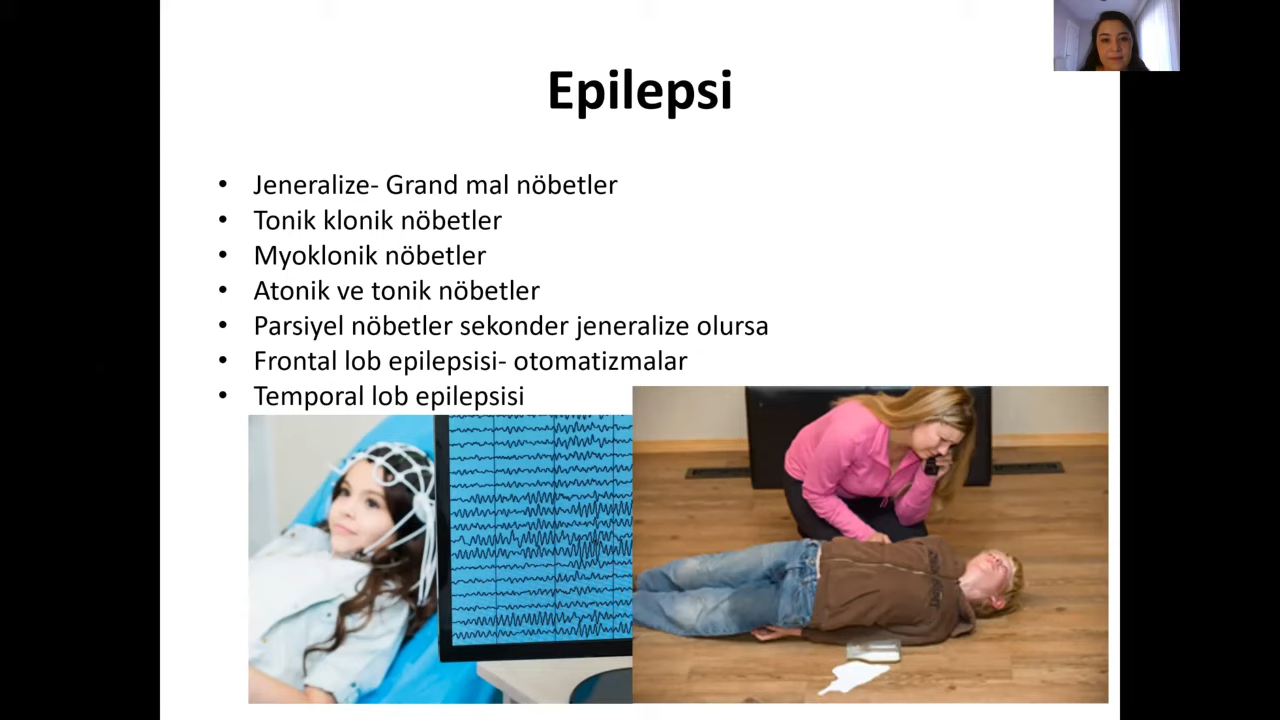 Epilepsi
• Jeneralize- Grand mal nöbetler
• Tonik klonik nöbetler
• Myoklonik nöbetler
• Atonik ve tonik nöbetler
• Parsiyel nöbetler sekonder jeneralize olursa
• Frontal lob epilepsisi- otomatizmalar
• Temporal lob epilepsisi